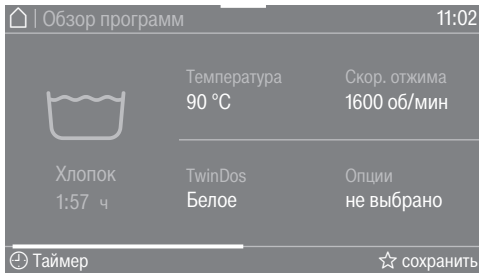 | Обзор программ 11:02
Температура Скор. отжима
90 °C 1600 об/мин
Хлопок TwinDos Опции
1:57 ч Белое не выбрано
Таймер сохранить